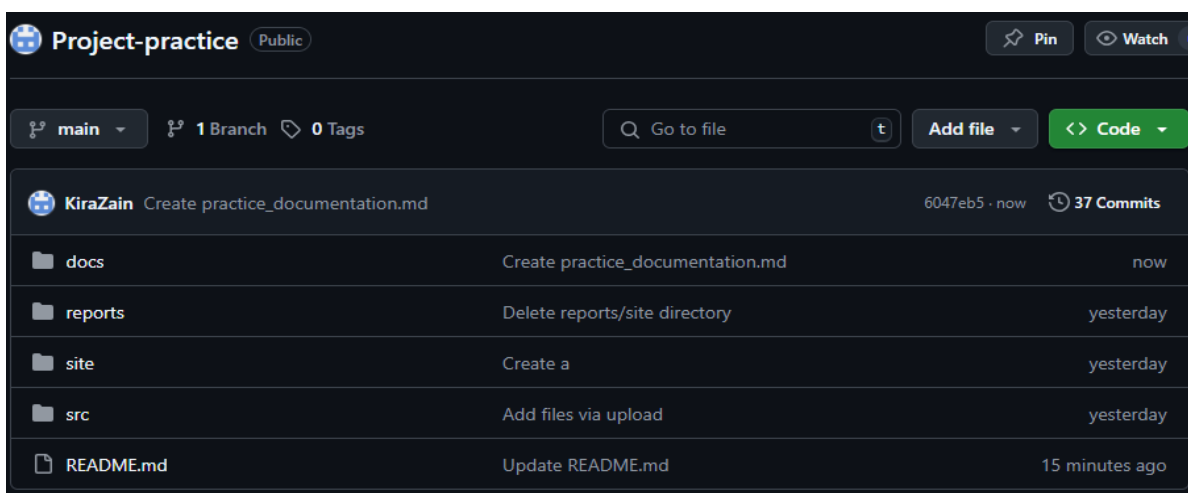 Project-practice Public Pin Watch
main 1 Branch 0 Tags Go to file t Add file <> Code
KiraZain Create practice_documentation.md 6047eb5 · now 37 Commits
docs Create practice_documentation.md now
reports Delete reports/site directory yesterday
site Create a yesterday
src Add files via upload yesterday
README.md Update README.md 15 minutes ago